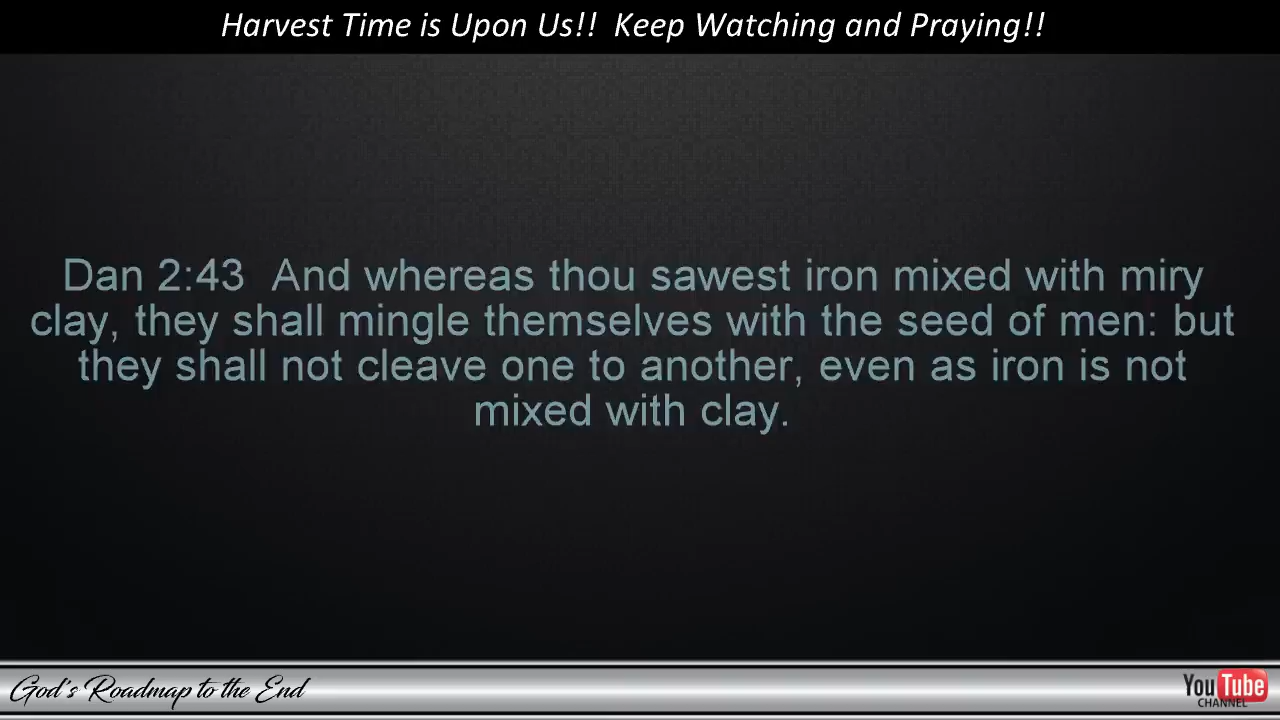 Harvest Time is Upon Us!!  Keep Watching and Praying!!
Dan 2:43  And whereas thou sawest iron mixed with miry
clay, they shall mingle themselves with the seed of men: but
they shall not cleave one to another, even as iron is not
mixed with clay.
God's Roadmap to the End
YouTube
CHANNEL